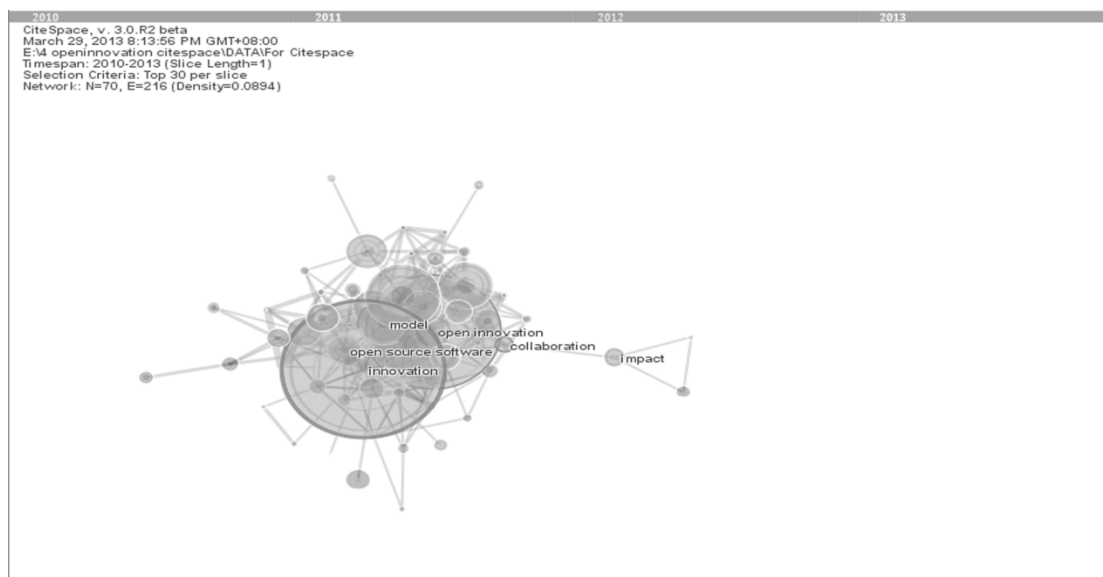 2010 2011 2012 2013
CiteSpace, v. 3.0.R2 beta
March 29, 2013 8:13:56 PM GMT+08:00
E:\4 openinnovation citespace\DATA\For Citespace
Timespan: 2010-2013 (Slice Length=1)
Selection Criteria: Top 30 per slice
Network: N=70, E=216 (Density=0.0894)
model
open innovation
collaboration
open source software
impact
innovation